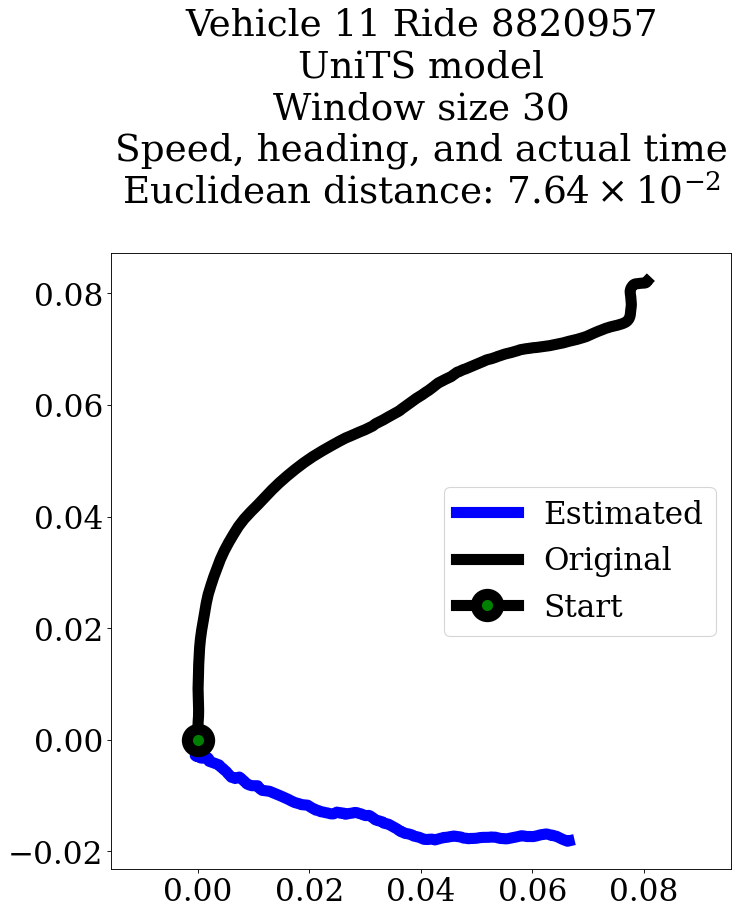 Vehicle 11 Ride 8820957
UniTS model
Window size 30
Speed, heading, and actual time
Euclidean distance: 7.64 × 10⁻²
0.08
0.06
0.04
0.02
0.00
−0.02
Estimated
Original
Start
0.00 0.02 0.04 0.06 0.08